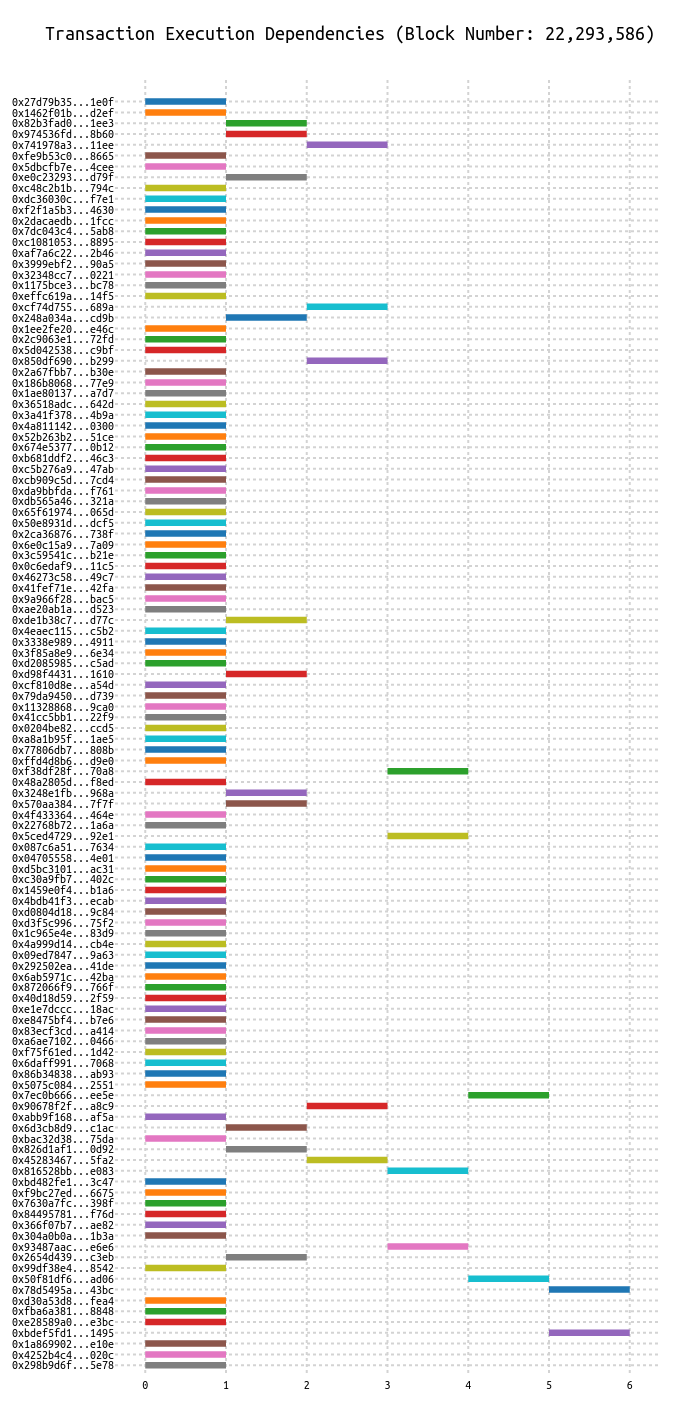 Transaction Execution Dependencies (Block Number: 22,293,586)
0x27d79b35...1e0f
0x1462f01b...d2ef
0x82b3fad0...1ee3
0x974536fd...8b60
0x741978a3...11ee
0xfe9b53c0...8665
0x5dbcfb7e...4cee
0xe0c23293...d79f
0xc48c2b1b...794c
0xdc36030c...f7e1
0xf2f1a5b3...4630
0x2dacaedb...1fcc
0x7dc043c4...5ab8
0xc1081053...8895
0xaf7a6c22...2b46
0x3999ebf2...90a5
0x32348cc7...0221
0x1175bce3...bc78
0xeffc619a...14f5
0xcf74d755...689a
0x248a034a...cd9b
0x1ee2fe20...e46c
0x2c9063e1...72fd
0x5d042538...c9bf
0x850df690...b299
0x2a67fbb7...b30e
0x186b8068...77e9
0x1ae80137...a7d7
0x36518adc...642d
0x3a41f378...4b9a
0x4a811142...0300
0x52b263b2...51ce
0x674e5377...0b12
0xb681ddf2...46c3
0xc5b276a9...47ab
0xcb909c5d...7cd4
0xda9bbfda...f761
0xdb565a46...321a
0x65f61974...065d
0x50e8931d...dcf5
0x2ca36876...738f
0x6e0c15a9...7a09
0x3c59541c...b21e
0x0c6edaf9...11c5
0x46273c58...49c7
0x41fef71e...42fa
0x9a966f28...bac5
0xae20ab1a...d523
0xde1b38c7...d77c
0x4eaec115...c5b2
0x3338e989...4911
0x3f85a8e9...6e34
0xd2085985...c5ad
0xd98f4431...1610
0xcf810d8e...a54d
0x79da9450...d739
0x11328868...9ca0
0x41cc5bb1...22f9
0x0204be82...ccd5
0xa8a1b95f...1ae5
0x77806db7...808b
0xffd4d8b6...d9e0
0xf38df28f...70a8
0x48a2805d...f8ed
0x3248e1fb...968a
0x570aa384...7f7f
0x4f433364...464e
0x22768b72...1a6a
0x5ced4729...92e1
0x087c6a51...7634
0x04705558...4e01
0xd5bc3101...ac31
0xc30a9fb7...402c
0x1459e0f4...b1a6
0x4bdb41f3...ecab
0xd0804d18...9c84
0xd3f5c996...75f2
0x1c965e4e...83d9
0x4a999d14...cb4e
0x09ed7847...9a63
0x292502ea...41de
0x6ab5971c...42ba
0x872066f9...766f
0x40d18d59...2f59
0xe1e7dccc...18ac
0xe8475bf4...b7e6
0x83ecf3cd...a414
0xa6ae7102...0466
0xf75f61ed...1d42
0x6daff991...7068
0x86b34838...ab93
0x5075c084...2551
0x7ec0b666...ee5e
0x90678f2f...a8c9
0xabb9f168...af5a
0x6d3cb8d9...c1ac
0xbac32d38...75da
0x826d1af1...0d92
0x45283467...5fa2
0x816528bb...e083
0xbd482fe1...3c47
0xf9bc27ed...6675
0x7630a7fc...398f
0x84495781...f76d
0x366f07b7...ae82
0x304a0b0a...1b3a
0x93487aac...e6e6
0x2654d439...c3eb
0x99df38e4...8542
0x50f81df6...ad06
0x78d5495a...43bc
0xd30a53d8...fea4
0xfba6a381...8848
0xe28589a0...e3bc
0xbdef5fd1...1495
0x1a869902...e10e
0x4252b4c4...020c
0x298b9d6f...5e78
0 1 2 3 4 5 6